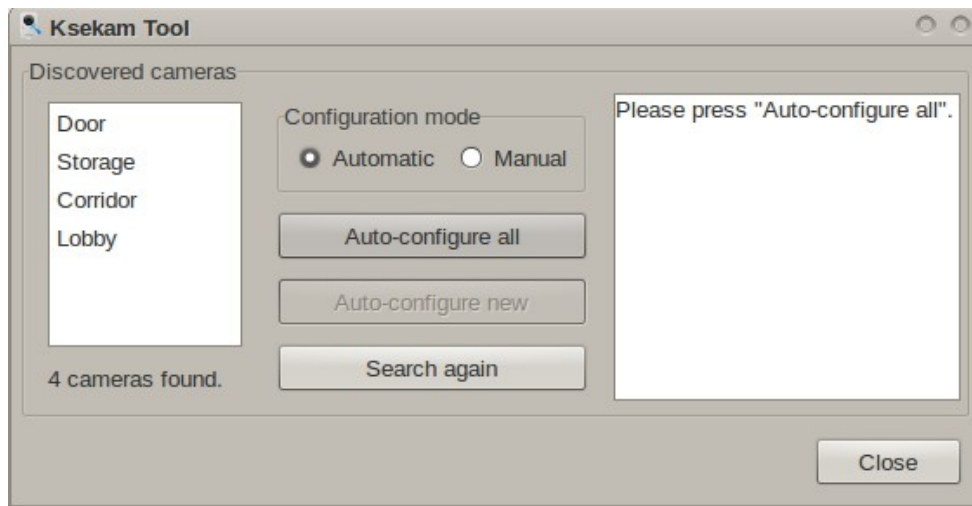 Ksekam Tool
Discovered cameras
Door
Storage
Corridor
Lobby
4 cameras found.
Configuration mode
Automatic
Manual
Auto-configure all
Auto-configure new
Search again
Please press "Auto-configure all".
Close